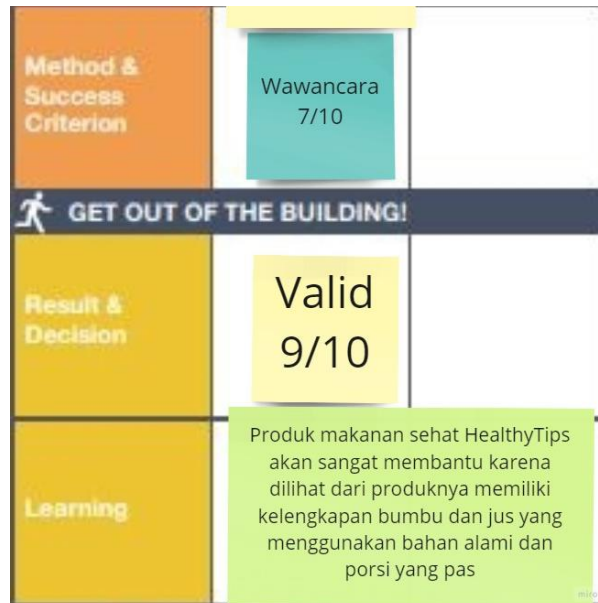 Method &
Success
Criterion
Wawancara
7/10
GET OUT OF THE BUILDING!
Result &
Decision
Valid
9/10
Learning
Produk makanan sehat HealthyTips
akan sangat membantu karena
dilihat dari produknya memiliki
kelengkapan bumbu dan jus yang
menggunakan bahan alami dan
porsi yang pas
miro